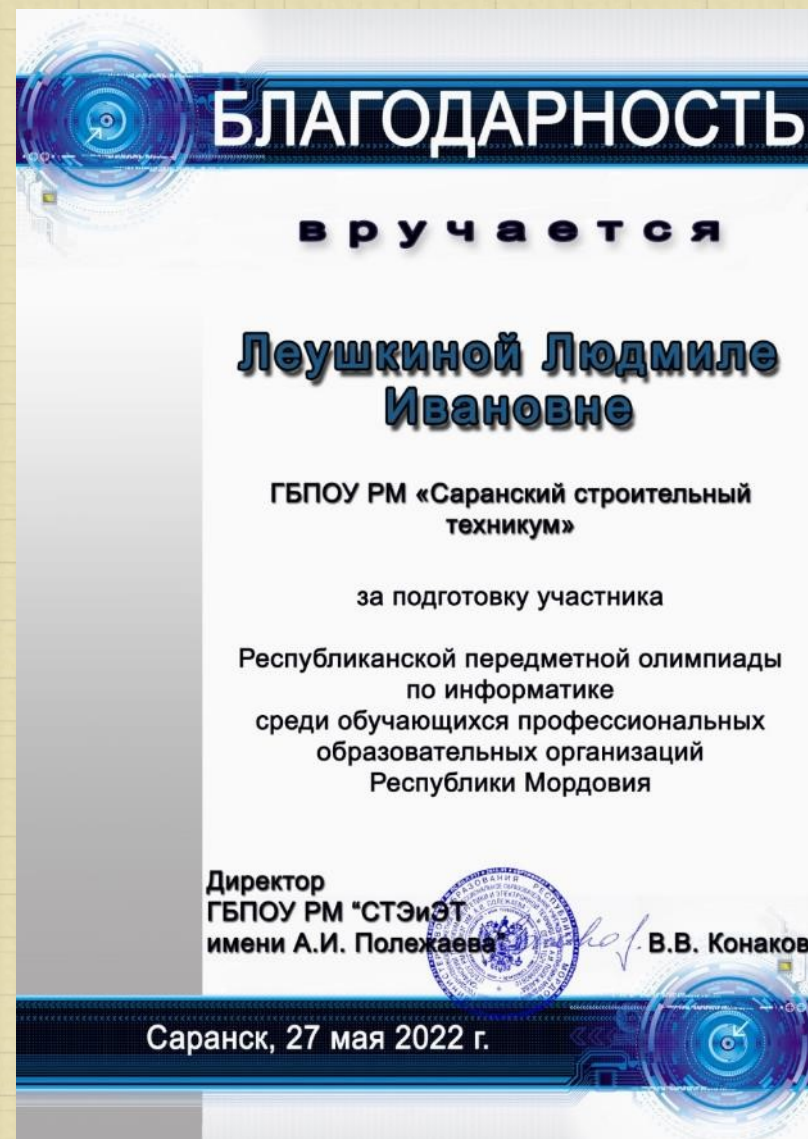 БЛАГОДАРНОСТЬ
вручается
Леушкиной Людмиле
Ивановне
ГБПОУ РМ «Саранский строительный
техникум»
за подготовку участника
Республиканской передметной олимпиады
по информатике
среди обучающихся профессиональных
образовательных организаций
Республики Мордовия
Директор
ГБПОУ РМ “СТЭиЭТ
имени А.И. Полежаева” В.В. Конаков
Саранск, 27 мая 2022 г.